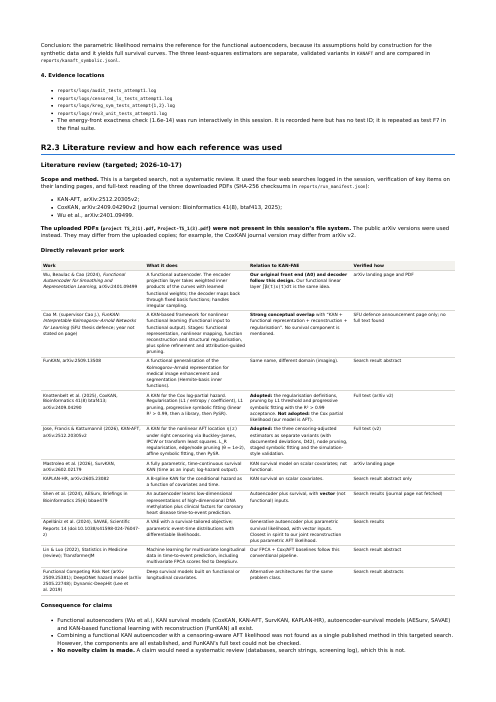 Conclusion: the parametric likelihood remains the reference for the functional autoencoders, because its assumptions hold by construction for the
synthetic data and it yields full survival curves. The three least-squares estimators are separate, validated variants in KANAFT and are compared in
reports/kanaft_symbolic.jsonl.
4. Evidence locations
• reports/logs/audit_tests_attempt1.log
• reports/logs/censored_ls_tests_attempt1.log
• reports/logs/kreg_sym_tests_attempt{1,2}.log
• reports/logs/rev2_unit_tests_attempt1.log
• The energy-front exactness check (1.6e-14) was run interactively in this session. It is recorded here but has no test ID; it is repeated as test F7 in
the final suite.
R2.3 Literature review and how each reference was used
Literature review (targeted; 2026-10-17)
Scope and method. This is a targeted search, not a systematic review. It used the four web searches logged in the session, verification of key items on
their landing pages, and full-text reading of the three downloaded PDFs (SHA-256 checksums in reports/run_manifest.json):
• KAN-AFT, arXiv:2512.20305v2;
• CoxKAN, arXiv:2409.04290v2 (journal version: Bioinformatics 41(8), btaf413, 2025);
• Wu et al., arXiv:2401.09499.
The uploaded PDFs (project TS_2(1).pdf, Project-TS_1(3).pdf) were not present in this session's file system. The public arXiv versions were used
instead. They may differ from the uploaded copies; for example, the CoxKAN journal version may differ from arXiv v2.
Directly relevant prior work
Work What it does Relation to KAN-FAE Verified how
Wu, Beaulac & Cao (2024), Functional
Autoencoder for Smoothing and
Representation Learning, arXiv:2401.09499
A functional autoencoder. The encoder
projection layer takes weighted inner
products of the curves with learned
functional weights; the decoder maps back
through fixed basis functions; handles
irregular sampling.
Our original front end (A0) and decoder
follow this design. Our functional linear
layer ∫β(t)x(t)dt is the same idea.
arXiv landing page and PDF
Cao M. (supervisor Cao J.), FunKAN:
Interpretable Kolmogorov–Arnold Networks
for Learning (SFU thesis defence; year not
stated on page)
A KAN-based framework for nonlinear
learning (functional input to functional
output). Stages: representation, nonlinear
mapping, function reconstruction and
structural regularisation, plus spline
refinement and attribution-guided
pruning.
Strong conceptual overlap with "KAN +
functional representation + reconstruction +
regularisation". No survival component is
mentioned.
SFU defence announcement page only; no
full text found
FunKAN, arXiv:2509.13508
A functional generalisation of the
Kolmogorov-Arnold representation for
medical image enhancement and
segmentation (Hermite-basis inner
functions).
Same name, different domain (imaging).
Search result abstract
Knottenbelt et al. (2025), CoxKAN,
Bioinformatics 41(8) btaf413,
arXiv:2409.04290
A KAN for the Cox log-partial hazard.
Regularisation (L1 / entropy / coefficient), L1
pruning, progressive symbolic fitting (linear
R² > 0.99, then a library, then PySR).
Adopted: the regularisation definitions,
pruning by L1 threshold and progressive
symbolic fitting with the R² > 0.99
acceptance. Not adopted: the Cox partial
likelihood (our model is AFT).
Full text (arXiv v2)
Jose, Francis & Kattumannil (2026), KAN-AFT,
arXiv:2512.20305v2
A KAN for the nonlinear AFT location g(z)
under right censoring via Buckley-James,
IPCW or transform least squares. L_R
regularisation, edge pruning (θ = 1e-2),
affine symbolic fitting, then PySR.
Adopted: the three censoring-adjusted
estimators as separate variants (with
documented deviations, D42), node pruning,
staged symbolic fitting and the simulation-
style validation.
Full text (v2)
Mastroleo et al. (2026), SurvKAN,
arXiv:2602.02179
A fully parametric, time-continuous survival
KAN (time as an input; log-hazard output).
KAN survival model on scalar covariates; not
functional.
arXiv landing page
KAPLAN-HR, arXiv:2605.23082
A B-spline KAN for the conditional hazard as
a function of covariates and time.
KAN survival on scalar covariates.
Search result abstract only
Shen et al. (2024), AESurv, Briefings in
Bioinformatics 25(6) bbae479
An autoencoder learns low-dimensional
representations of high-dimensional DNA
methylation plus clinical factors for coronary
heart disease time-to-event prediction.
Autoencoder plus survival, with vector (not
functional) inputs.
Search results (journal page not fetched)
Apellániz et al. (2024), SAVAE, Scientific
Reports 14 (doi:10.1038/s41598-024-76047-
2)
A VAE with a survival-tailored objective;
parametric event-time distributions with
differentiable likelihoods.
Generative autoencoder plus parametric
survival likelihood, with vector inputs.
Closest in spirit to our joint reconstruction
plus parametric AFT likelihood.
Search results
Lin & Luo (2022), Statistics in Medicine
(review); TransformerJM
Machine learning for multivariate longitudinal
data in time-to-event prediction, including
multivariate FPCA scores fed to DeepSurv.
Our FPCA + Cox/AFT baselines follow this
conventional pipeline.
Search result abstract
Functional Competing Risk Net (arXiv
2509.25381); DeepONet hazard model (arXiv
2505.22748); Dynamic-DeepHit (Lee et
al. 2019)
Deep survival models built on functional or
longitudinal covariates.
Alternative architectures for the same
problem class.
Search result abstracts
Consequence for claims
• Functional autoencoders (Wu et al.), KAN survival models (CoxKAN, KAN-AFT, SurvKAN, KAPLAN-HR), autoencoder-survival models (AESurv, SAVAE)
and KAN-based functional learning with reconstruction (FunKAN) all exist.
• Combining a functional KAN autoencoder with a censoring-aware AFT likelihood was not found as a single published method in this targeted search.
However, the components are all established, and FunKAN's full text could not be checked.
• No novelty claim is made. A claim would need a systematic review (databases, search strings, screening log), which this is not.